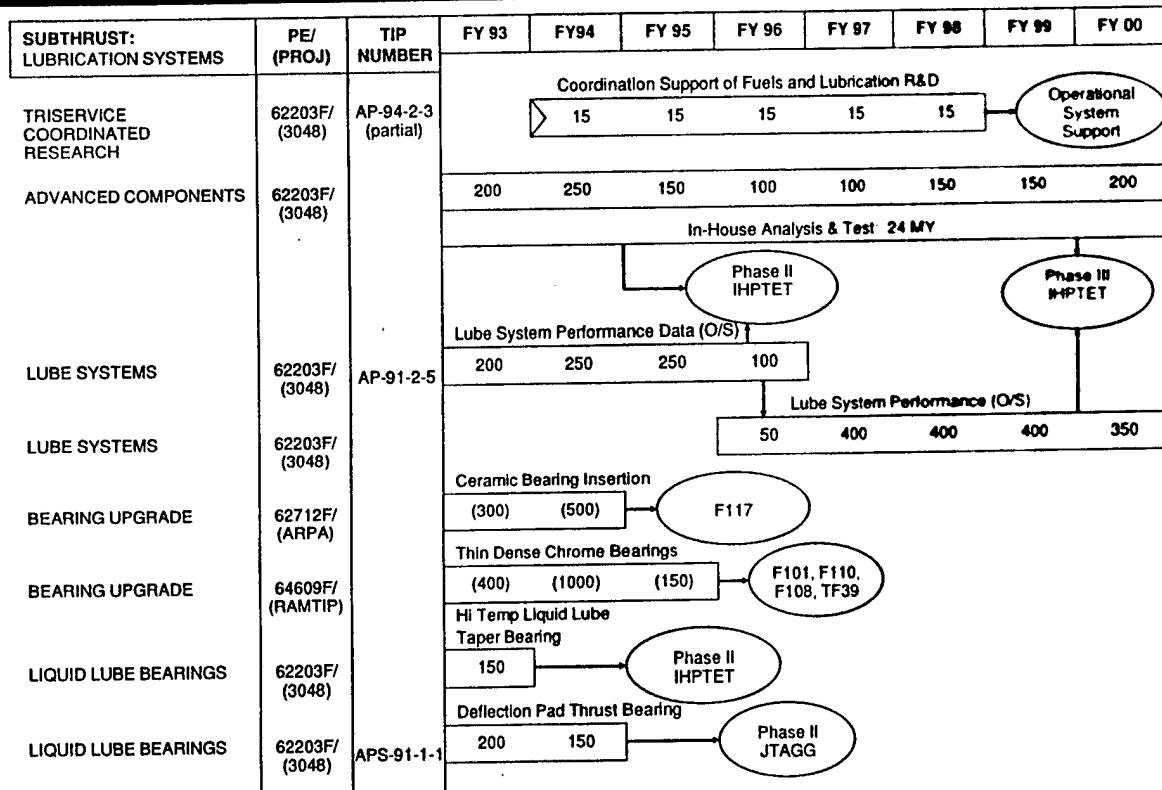 SUBTHRUST: PE/ TIP FY 93 FY94 FY 95 FY 96 FY 97 FY 98 FY 99 FY 00
LUBRICATION SYSTEMS (PROJ) NUMBER
Coordination Support of Fuels and Lubrication R&D
TRISERVICE 62203F/ AP-94-2-3 15 15 15 15 15 Operational
COORDINATED (3048) (partial) System
RESEARCH Support
ADVANCED COMPONENTS 62203F/ 200 250 150 100 100 150 150 200
(3048)
In-House Analysis & Test 24 MY
Phase II Phase III
IHPTET IHPTET
Lube System Performance Data (O/S)
LUBE SYSTEMS 62203F/ AP-91-2-5 200 250 250 100
(3048)
Lube System Performance (O/S)
LUBE SYSTEMS 62203F/ 50 400 400 400 350
(3048)
Ceramic Bearing Insertion
BEARING UPGRADE 62712F/ (300) (500) F117
(ARPA)
Thin Dense Chrome Bearings
BEARING UPGRADE 64609F/ (400) (1000) (150) F101, F110,
(RAMTIP) F108, TF39
Hi Temp Liquid Lube
Taper Bearing
LIQUID LUBE BEARINGS 62203F/ 150 Phase II
(3048) IHPTET
Deflection Pad Thrust Bearing
LIQUID LUBE BEARINGS 62203F/ APS-91-1-1 200 150 Phase II
(3048) JTAGG